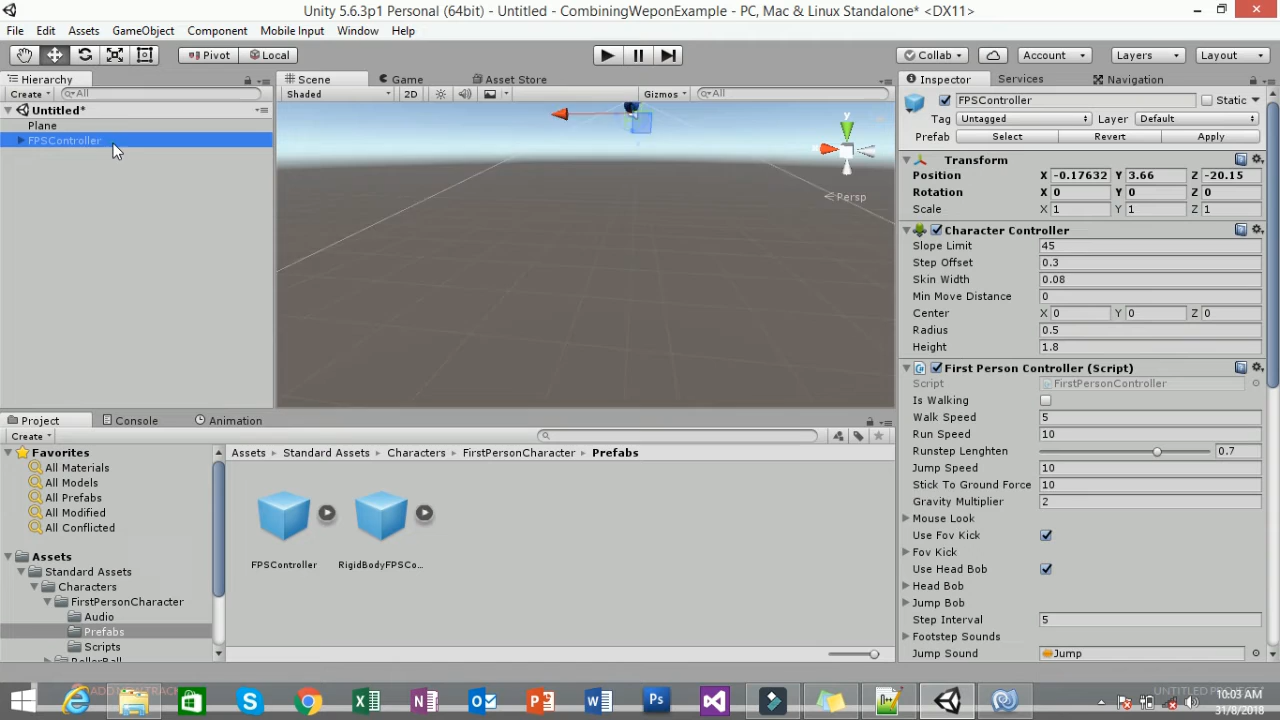 Unity 5.6.3p1 Personal (64bit) - Untitled - CombiningWeponExample - PC, Mac & Linux Standalone* <DX11>
File Edit Assets GameObject Component Mobile Input Window Help
Pivot Local Collab Account Layers Layout
Hierarchy
Create All
Untitled*
Plane
FPSController
Scene Game Asset Store
Shaded 2D Gizmos All
y
Persp
Inspector Services Navigation
FPSController Static
Tag Untagged Layer Default
Prefab Select Revert Apply
Transform
Position X -0.17632 Y 3.66 Z -20.15
Rotation X 0 Y 0 Z 0
Scale X 1 Y 1 Z 1
Character Controller
Slope Limit 45
Step Offset 0.3
Skin Width 0.08
Min Move Distance 0
Center X 0 Y 0 Z 0
Radius 0.5
Height 1.8
First Person Controller (Script)
Script FirstPersonController
Is Walking
Walk Speed 5
Run Speed 10
Runstep Lenghten 0.7
Jump Speed 10
Stick To Ground Force 10
Gravity Multiplier 2
Mouse Look
Use Fov Kick
Fov Kick
Use Head Bob
Head Bob
Jump Bob
Step Interval 5
Footstep Sounds
Jump Sound Jump
Project Console Animation
Create
Favorites
All Materials
All Models
All Prefabs
All Modified
All Conflicted
Assets
Standard Assets
Characters
FirstPersonCharacter
Audio
Prefabs
Scripts
RollerBall
Assets Standard Assets Characters FirstPersonCharacter Prefabs
FPSController RigidBodyFPSCo...
10:03 AM
31/8/2018